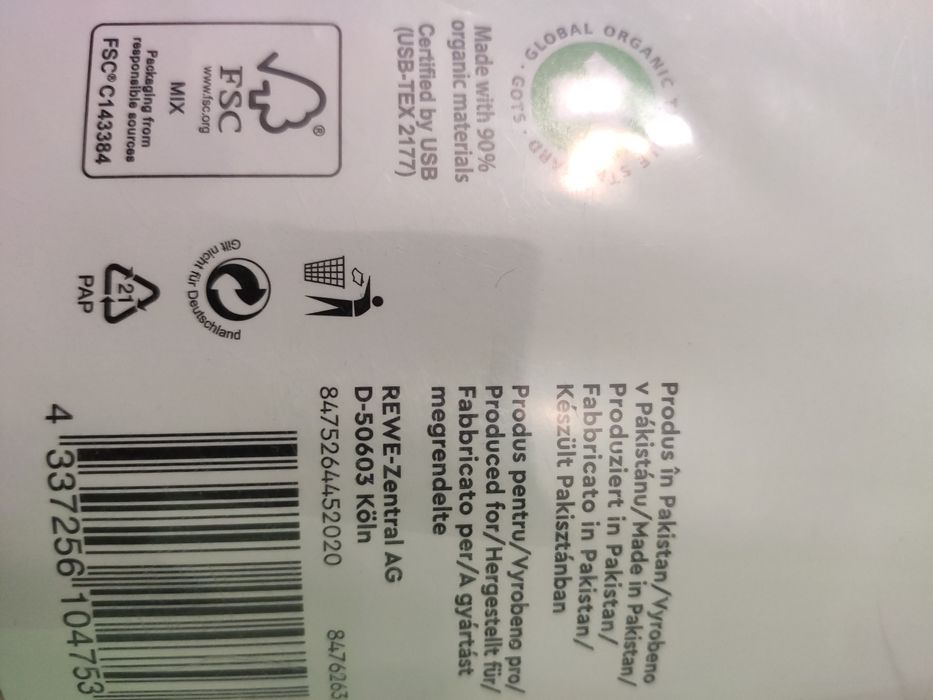 GLOBAL ORGANIC
GOTS
Made with 90%
organic materials
Certified by USB
(USB-TEX 2177)
®
FSC
www.fsc.org
MIX
Packaging from
responsible sources
FSC® C143384
Gilt nicht für Deutschland
21
PAP
Produs în Pakistan/Vyrobeno
v Pákistánu/Made in Pakistan/
Produziert in Pakistan/
Fabbricato in Pakistan/
Készült Pakisztánban
Produs pentru/Vyrobeno pro/
Produced for/Hergestellt für/
Fabbricato per/A gyártást
megrendelte
REWE-Zentral AG
D-50603 Köln
847526445​2020 8476263
4 337256 104753